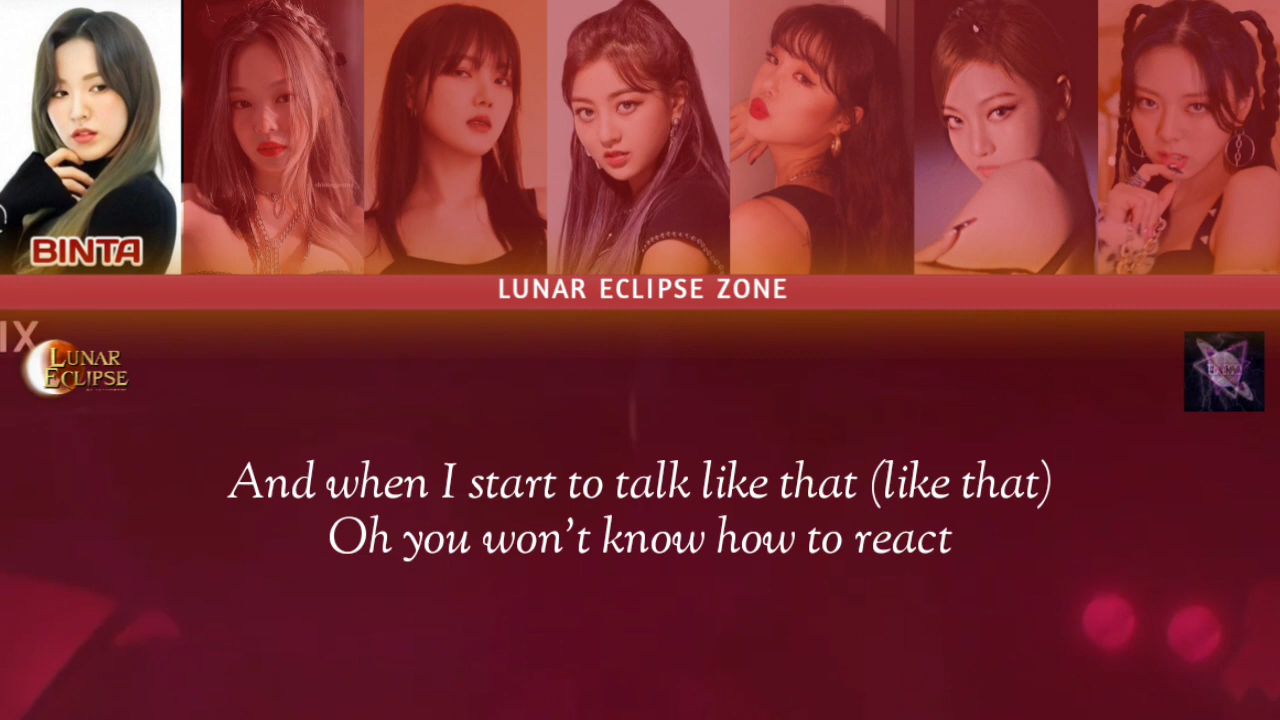 BINTA
LUNAR ECLIPSE ZONE
IX
LUNAR
ECLIPSE
And when I start to talk like that (like that)
Oh you won't know how to react